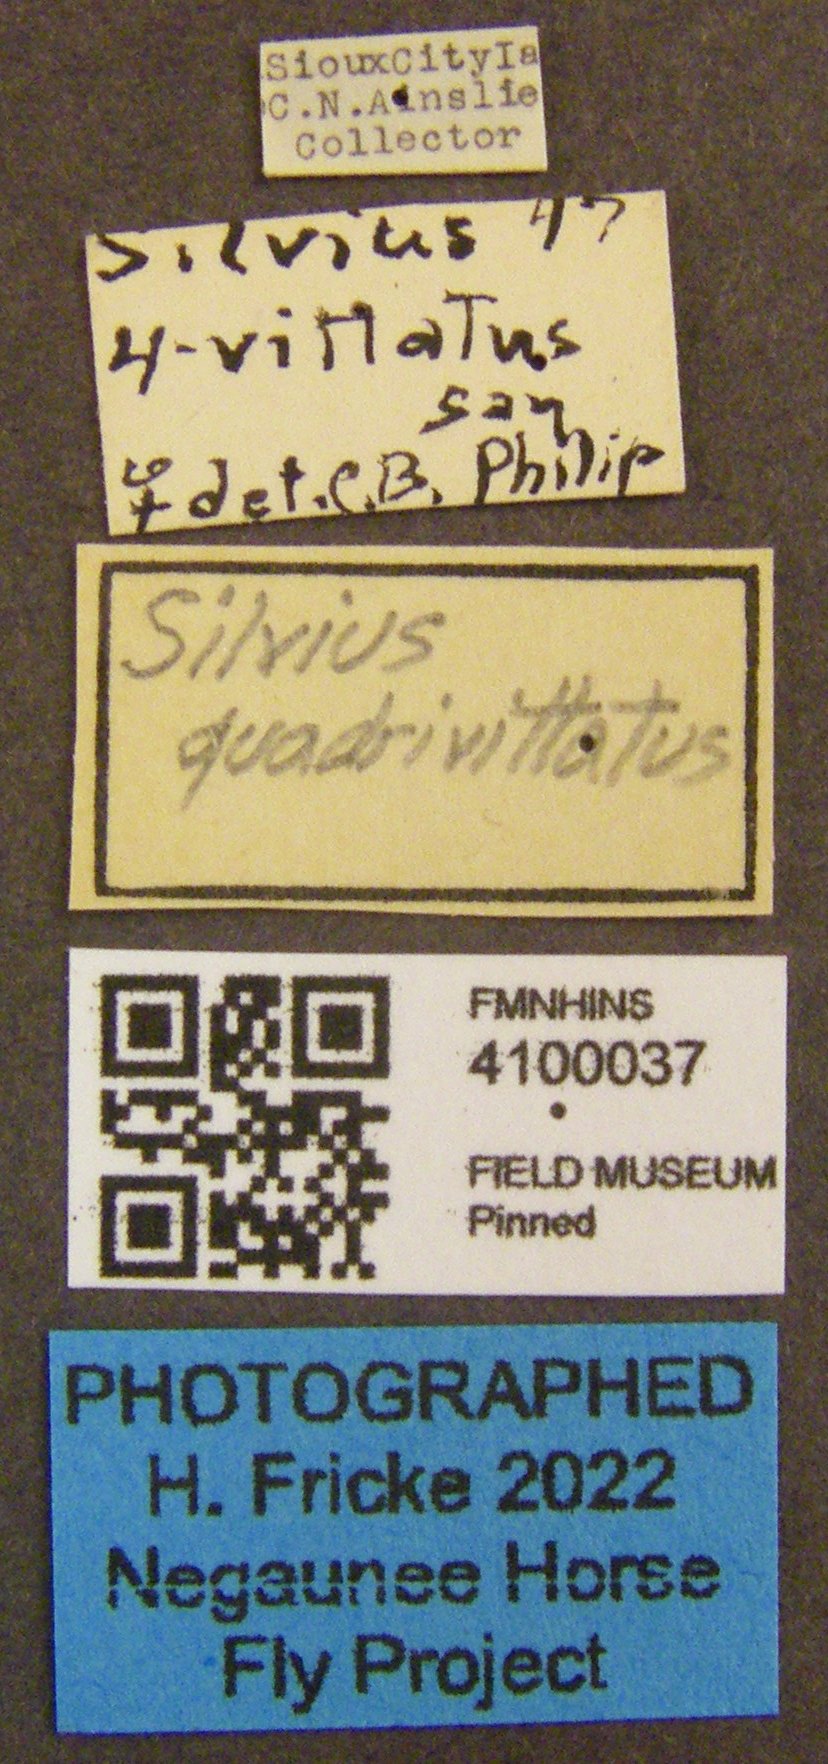 SiouxCityIa
C.N.Ainslie
Collector
Silvius 47
4-vittatus
Say
♀ det. C.B. Philip
Silvius
quadrivittatus
FMNHINS
4100037
FIELD MUSEUM
Pinned
PHOTOGRAPHED
H. Fricke 2022
Negaunee Horse
Fly Project